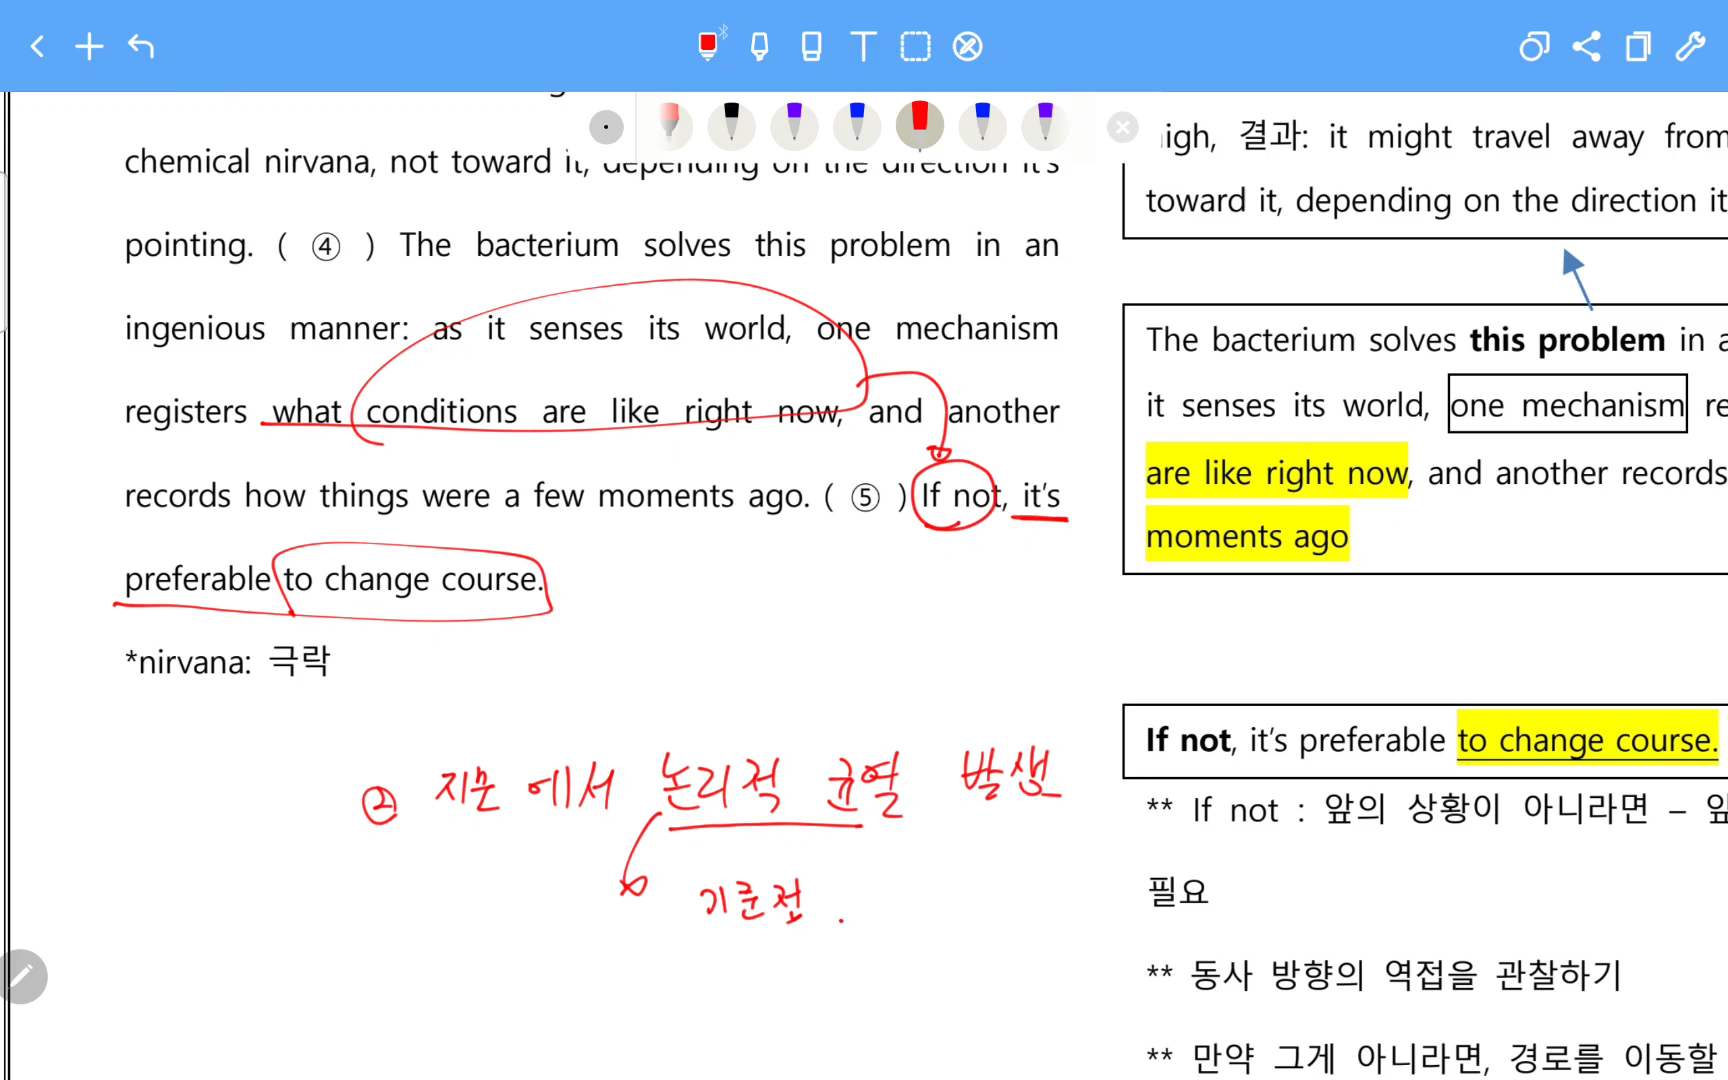 chemical nirvana, not toward it, depending on the direction it's
pointing. ( ④ ) The bacterium solves this problem in an
ingenious manner: as it senses its world, one mechanism
registers what conditions are like right now, and another
records how things were a few moments ago. ( ⑤ ) If not, it's
preferable to change course.
*nirvana: 극락
② 지문에서 논리적 균열 발생
기준점.
igh, 결과: it might travel away from
toward it, depending on the direction it
The bacterium solves this problem in a
it senses its world, one mechanism re
are like right now, and another records
moments ago
If not, it's preferable to change course.
** If not : 앞의 상황이 아니라면 – 앞
필요
** 동사 방향의 역접을 관찰하기
** 만약 그게 아니라면, 경로를 이동할
T